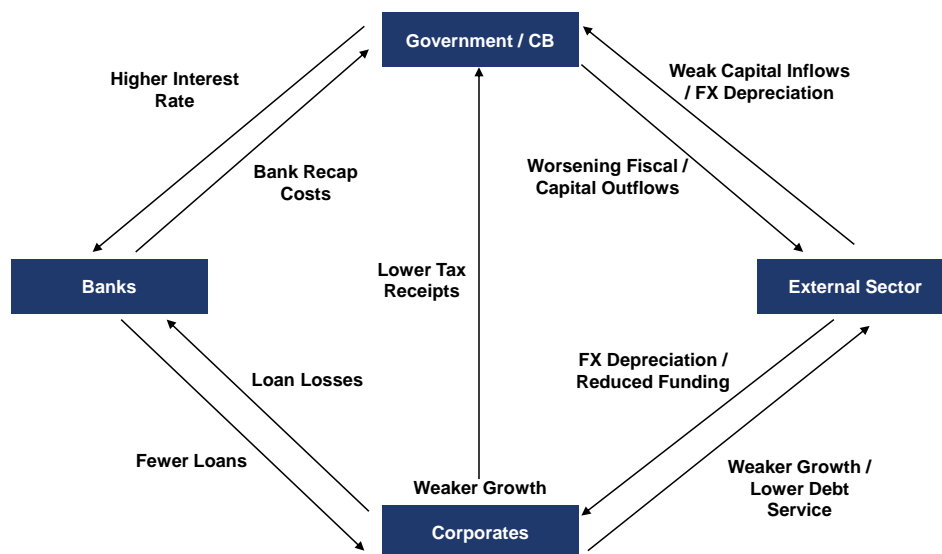 Government / CB
Higher Interest
Rate
Weak Capital Inflows
/ FX Depreciation
Bank Recap
Costs
Worsening Fiscal /
Capital Outflows
Banks
Lower Tax
Receipts
External Sector
Loan Losses
FX Depreciation /
Reduced Funding
Fewer Loans
Weaker Growth
Weaker Growth /
Lower Debt
Service
Corporates